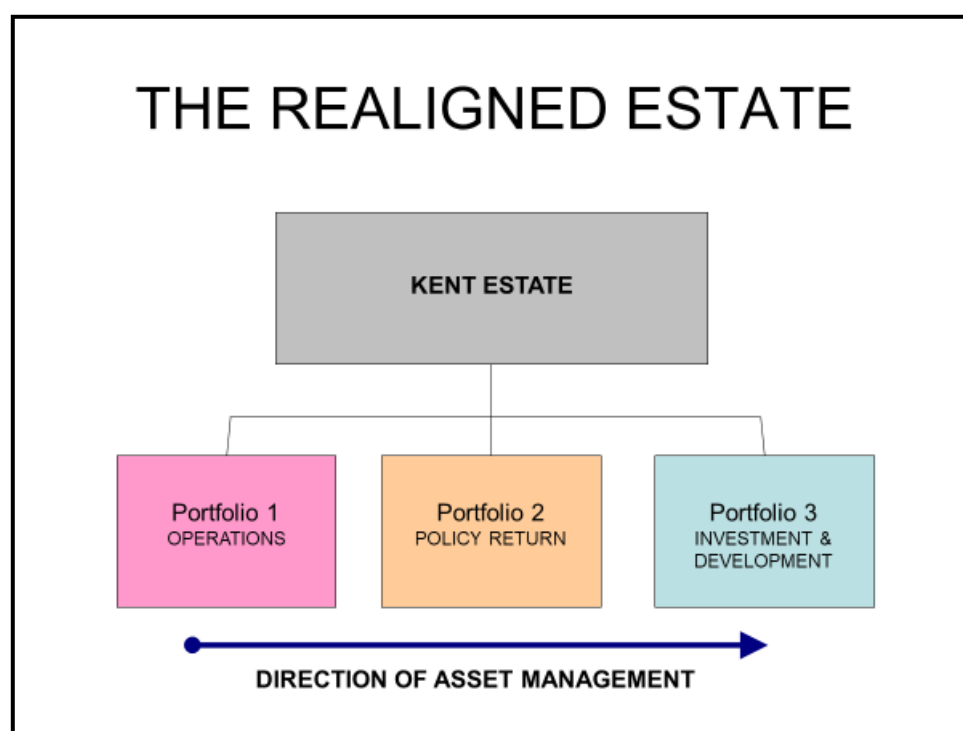 THE REALIGNED ESTATE
KENT ESTATE
Portfolio 1
OPERATIONS
Portfolio 2
POLICY RETURN
Portfolio 3
INVESTMENT &
DEVELOPMENT
DIRECTION OF ASSET MANAGEMENT